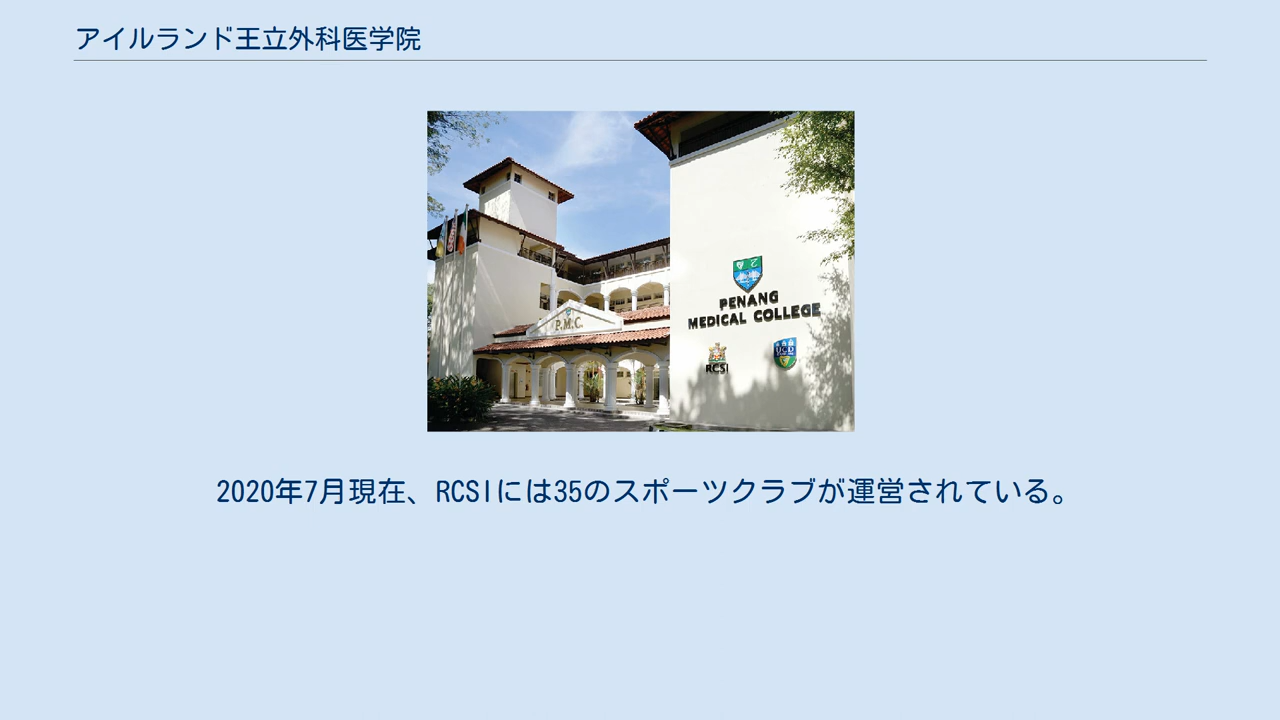 アイルランド王立外科医学院
P.M.C.
PENANG
MEDICAL COLLEGE
RCSI
UCD
2020年7月現在、RCSIには35のスポーツクラブが運営されている。